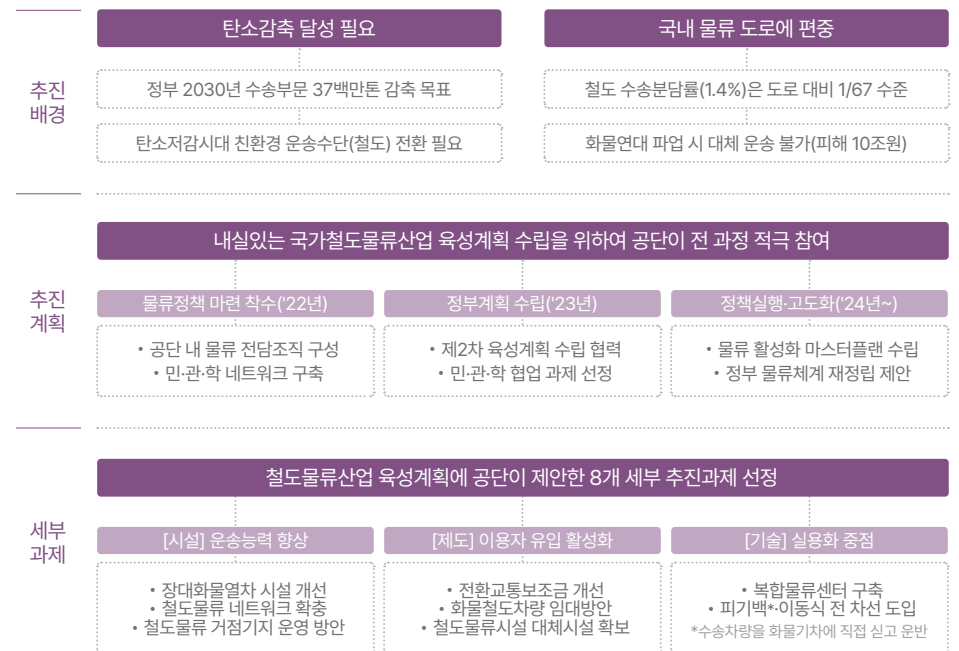 추진
배경
탄소감축 달성 필요
정부 2030년 수송부문 37백만톤 감축 목표
탄소저감시대 친환경 운송수단(철도) 전환 필요
국내 물류 도로에 편중
철도 수송분담률(1.4%)은 도로 대비 1/67 수준
화물연대 파업 시 대체 운송 불가(피해 10조원)
추진
계획
내실있는 국가철도물류산업 육성계획 수립을 위하여 공단이 전 과정 적극 참여
물류정책 마련 착수('22년)
• 공단 내 물류 전담조직 구성
• 민·관·학 네트워크 구축
정부계획 수립('23년)
• 제2차 육성계획 수립 협력
• 민·관·학 협업 과제 선정
정책실행·고도화('24년~)
• 물류 활성화 마스터플랜 수립
• 정부 물류체계 재정립 제안
세부
과제
철도물류산업 육성계획에 공단이 제안한 8개 세부 추진과제 선정
[시설] 운송능력 향상
• 장대화물열차 시설 개선
• 철도물류 네트워크 확충
• 철도물류 거점기지 운영 방안
[제도] 이용자 유입 활성화
• 전환교통보조금 개선
• 화물철도차량 임대방안
• 철도물류시설 대체시설 확보
[기술] 실용화 중점
• 복합물류센터 구축
• 피기백*·이동식 전 차선 도입
*수송차량을 화물기차에 직접 싣고 운반